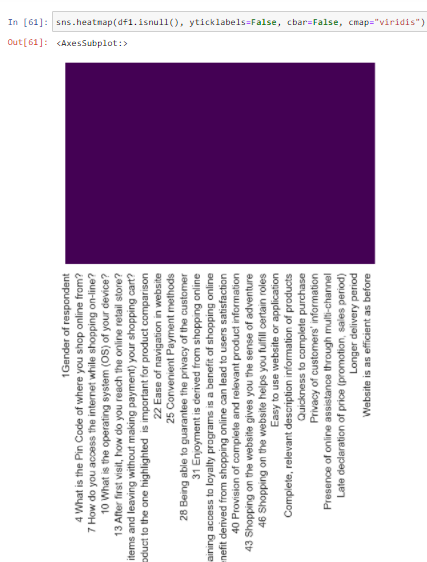 In [61]: sns.heatmap(df1.isnull(), yticklabels=False, cbar=False, cmap="viridis")
Out[61]: <AxesSubplot:>
1Gender of respondent
4 What is the Pin Code of where you shop online from?
7 How do you access the internet while shopping on-line?
10 What is the operating system (OS) of your device?
13 After first visit, how do you reach the online retail store?
items and leaving without making payment) your shopping cart?
oduct to the one highlighted is important for product comparison
22 Ease of navigation in website
25 Convenient Payment methods
28 Being able to guarantee the privacy of the customer
31 Enjoyment is derived from shopping online
aining access to loyalty programs is a benefit of shopping online
nefit derived from shopping online can lead to users satisfaction
40 Provision of complete and relevant product information
43 Shopping on the website gives you the sense of adventure
46 Shopping on the website helps you fulfill certain roles
Easy to use website or application
Complete, relevant description information of products
Quickness to complete purchase
Privacy of customers' information
Presence of online assistance through multi-channel
Late declaration of price (promotion, sales period)
Longer delivery period
Website is as efficient as before